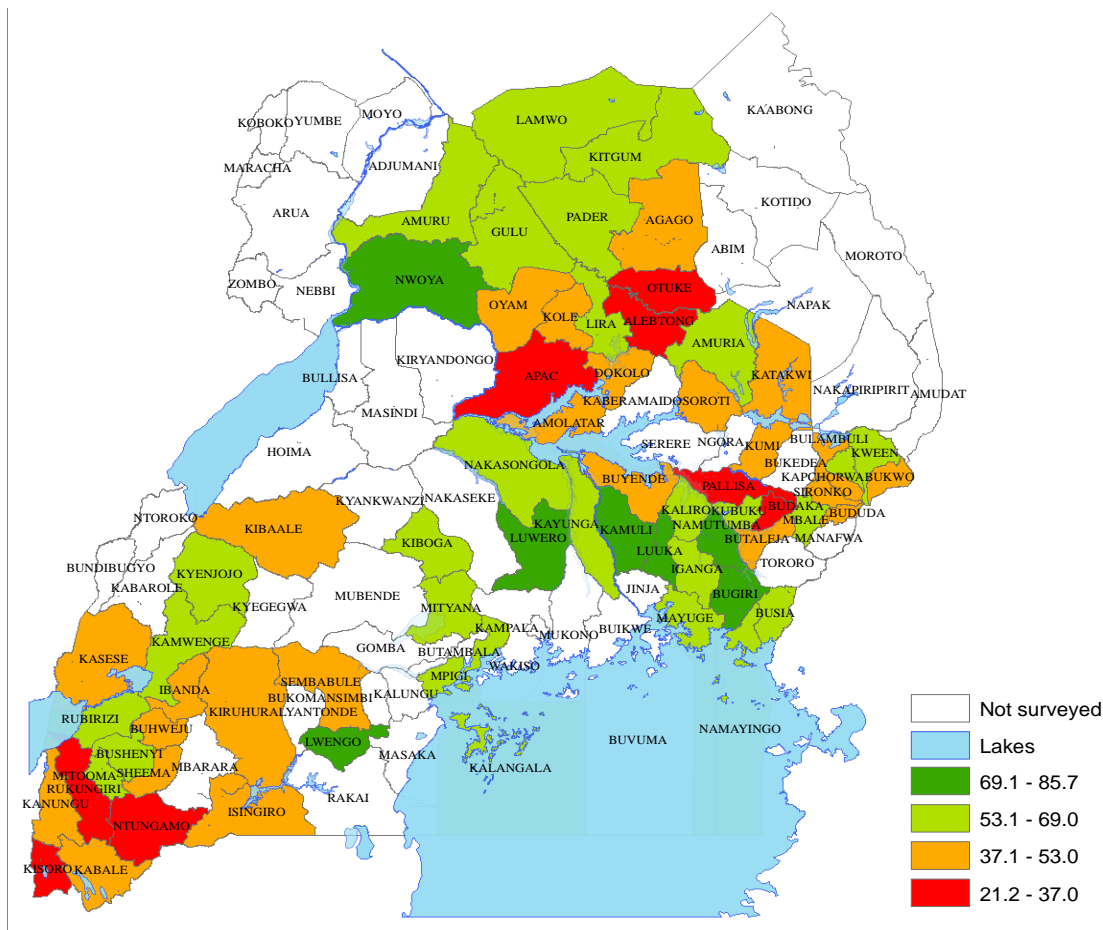 KAABONG
MOYO
LAMWO
KOBOKO
YUMBE
KITGUM
ADJUMANI
MARACHA
KOTIDO
ARUA
AMURU
PADER
AGAGO
GULU
ABIM
MOROTO
NWOYA
ZOMBO
NEBBI
OTUKE
OYAM
NAPAK
KOLE
LIRA
ALEBTONG
AMURIA
KIRYANDONGO
BULLISA
APAC
DOKOLO
KATAKWI
NAKAPIRIPIRIT
AMUDAT
MASINDI
KABERAMAIDO
SOROTI
AMOLATAR
SERERE
NGORA
KUMI
BULAMBULI
HOIMA
KWEEN
NAKASONGOLA
BUKEDEA
KAPCHORWA
BUKWO
BUYENDE
PALLISA
SIRONKO
KYANKWANZI
NAKASEKE
KALIRO
KUBUKU
BUDAKA
BUDUDA
NTOROKO
KIBAALE
KAYUNGA
KAMULI
NAMUTUMBA
MBALE
LUWERO
BUTALEJA
MANAFWA
KIBOGA
LUUKA
BUNDIBUGYO
KYENJOJO
IGANGA
TORORO
KABAROLE
JINJA
MUBENDE
BUGIRI
KYEGEGWA
MITYANA
BUSIA
MAYUGE
KAMPALA
BUIKWE
KAMWENGE
MUKONO
GOMBA
BUTAMBALA
KASESE
WAKISO
MPIGI
SEMBABULE
IBANDA
KALUNGU
BUKOMANSIMBI
KIRUHURA
LYANTONDE
RUBIRIZI
BUHWEJU
NAMAYINGO
LWENGO
BUVUMA
BUSHENYI
MASAKA
MBARARA
KALANGALA
MITOOMA
SHEEMA
RUKUNGIRI
RAKAI
KANUNGU
ISINGIRO
NTUNGAMO
KISORO
KABALE
Not surveyed
Lakes
69.1 - 85.7
53.1 - 69.0
37.1 - 53.0
21.2 - 37.0